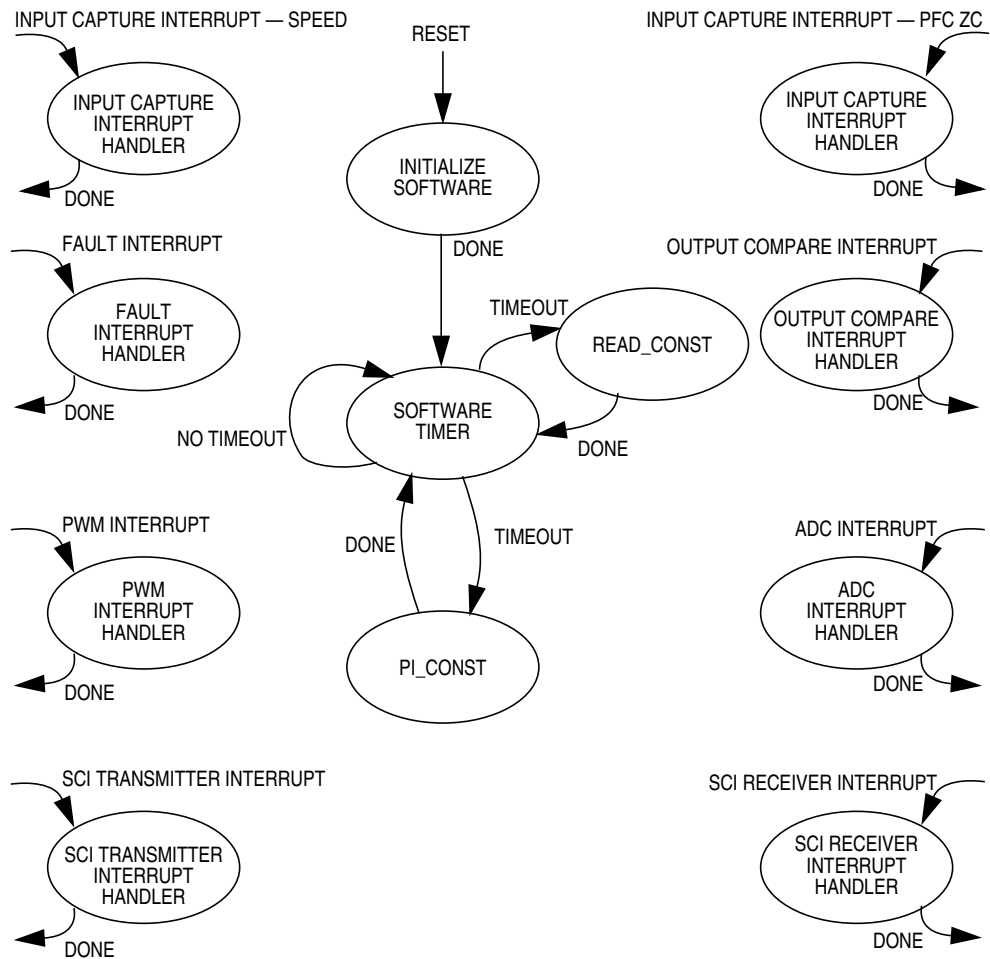 INPUT CAPTURE INTERRUPT — SPEED
INPUT CAPTURE INTERRUPT — PFC ZC
RESET
INPUT CAPTURE
INTERRUPT
HANDLER
DONE
INITIALIZE
SOFTWARE
DONE
INPUT CAPTURE
INTERRUPT
HANDLER
DONE
FAULT INTERRUPT
FAULT
INTERRUPT
HANDLER
DONE
TIMEOUT
READ_CONST
DONE
OUTPUT COMPARE INTERRUPT
OUTPUT COMPARE
INTERRUPT
HANDLER
DONE
SOFTWARE
TIMER
NO TIMEOUT
PWM INTERRUPT
PWM
INTERRUPT
HANDLER
DONE
DONE
TIMEOUT
PI_CONST
ADC INTERRUPT
ADC
INTERRUPT
HANDLER
DONE
SCI TRANSMITTER INTERRUPT
SCI TRANSMITTER
INTERRUPT
HANDLER
DONE
SCI RECEIVER INTERRUPT
SCI RECEIVER
INTERRUPT
HANDLER
DONE